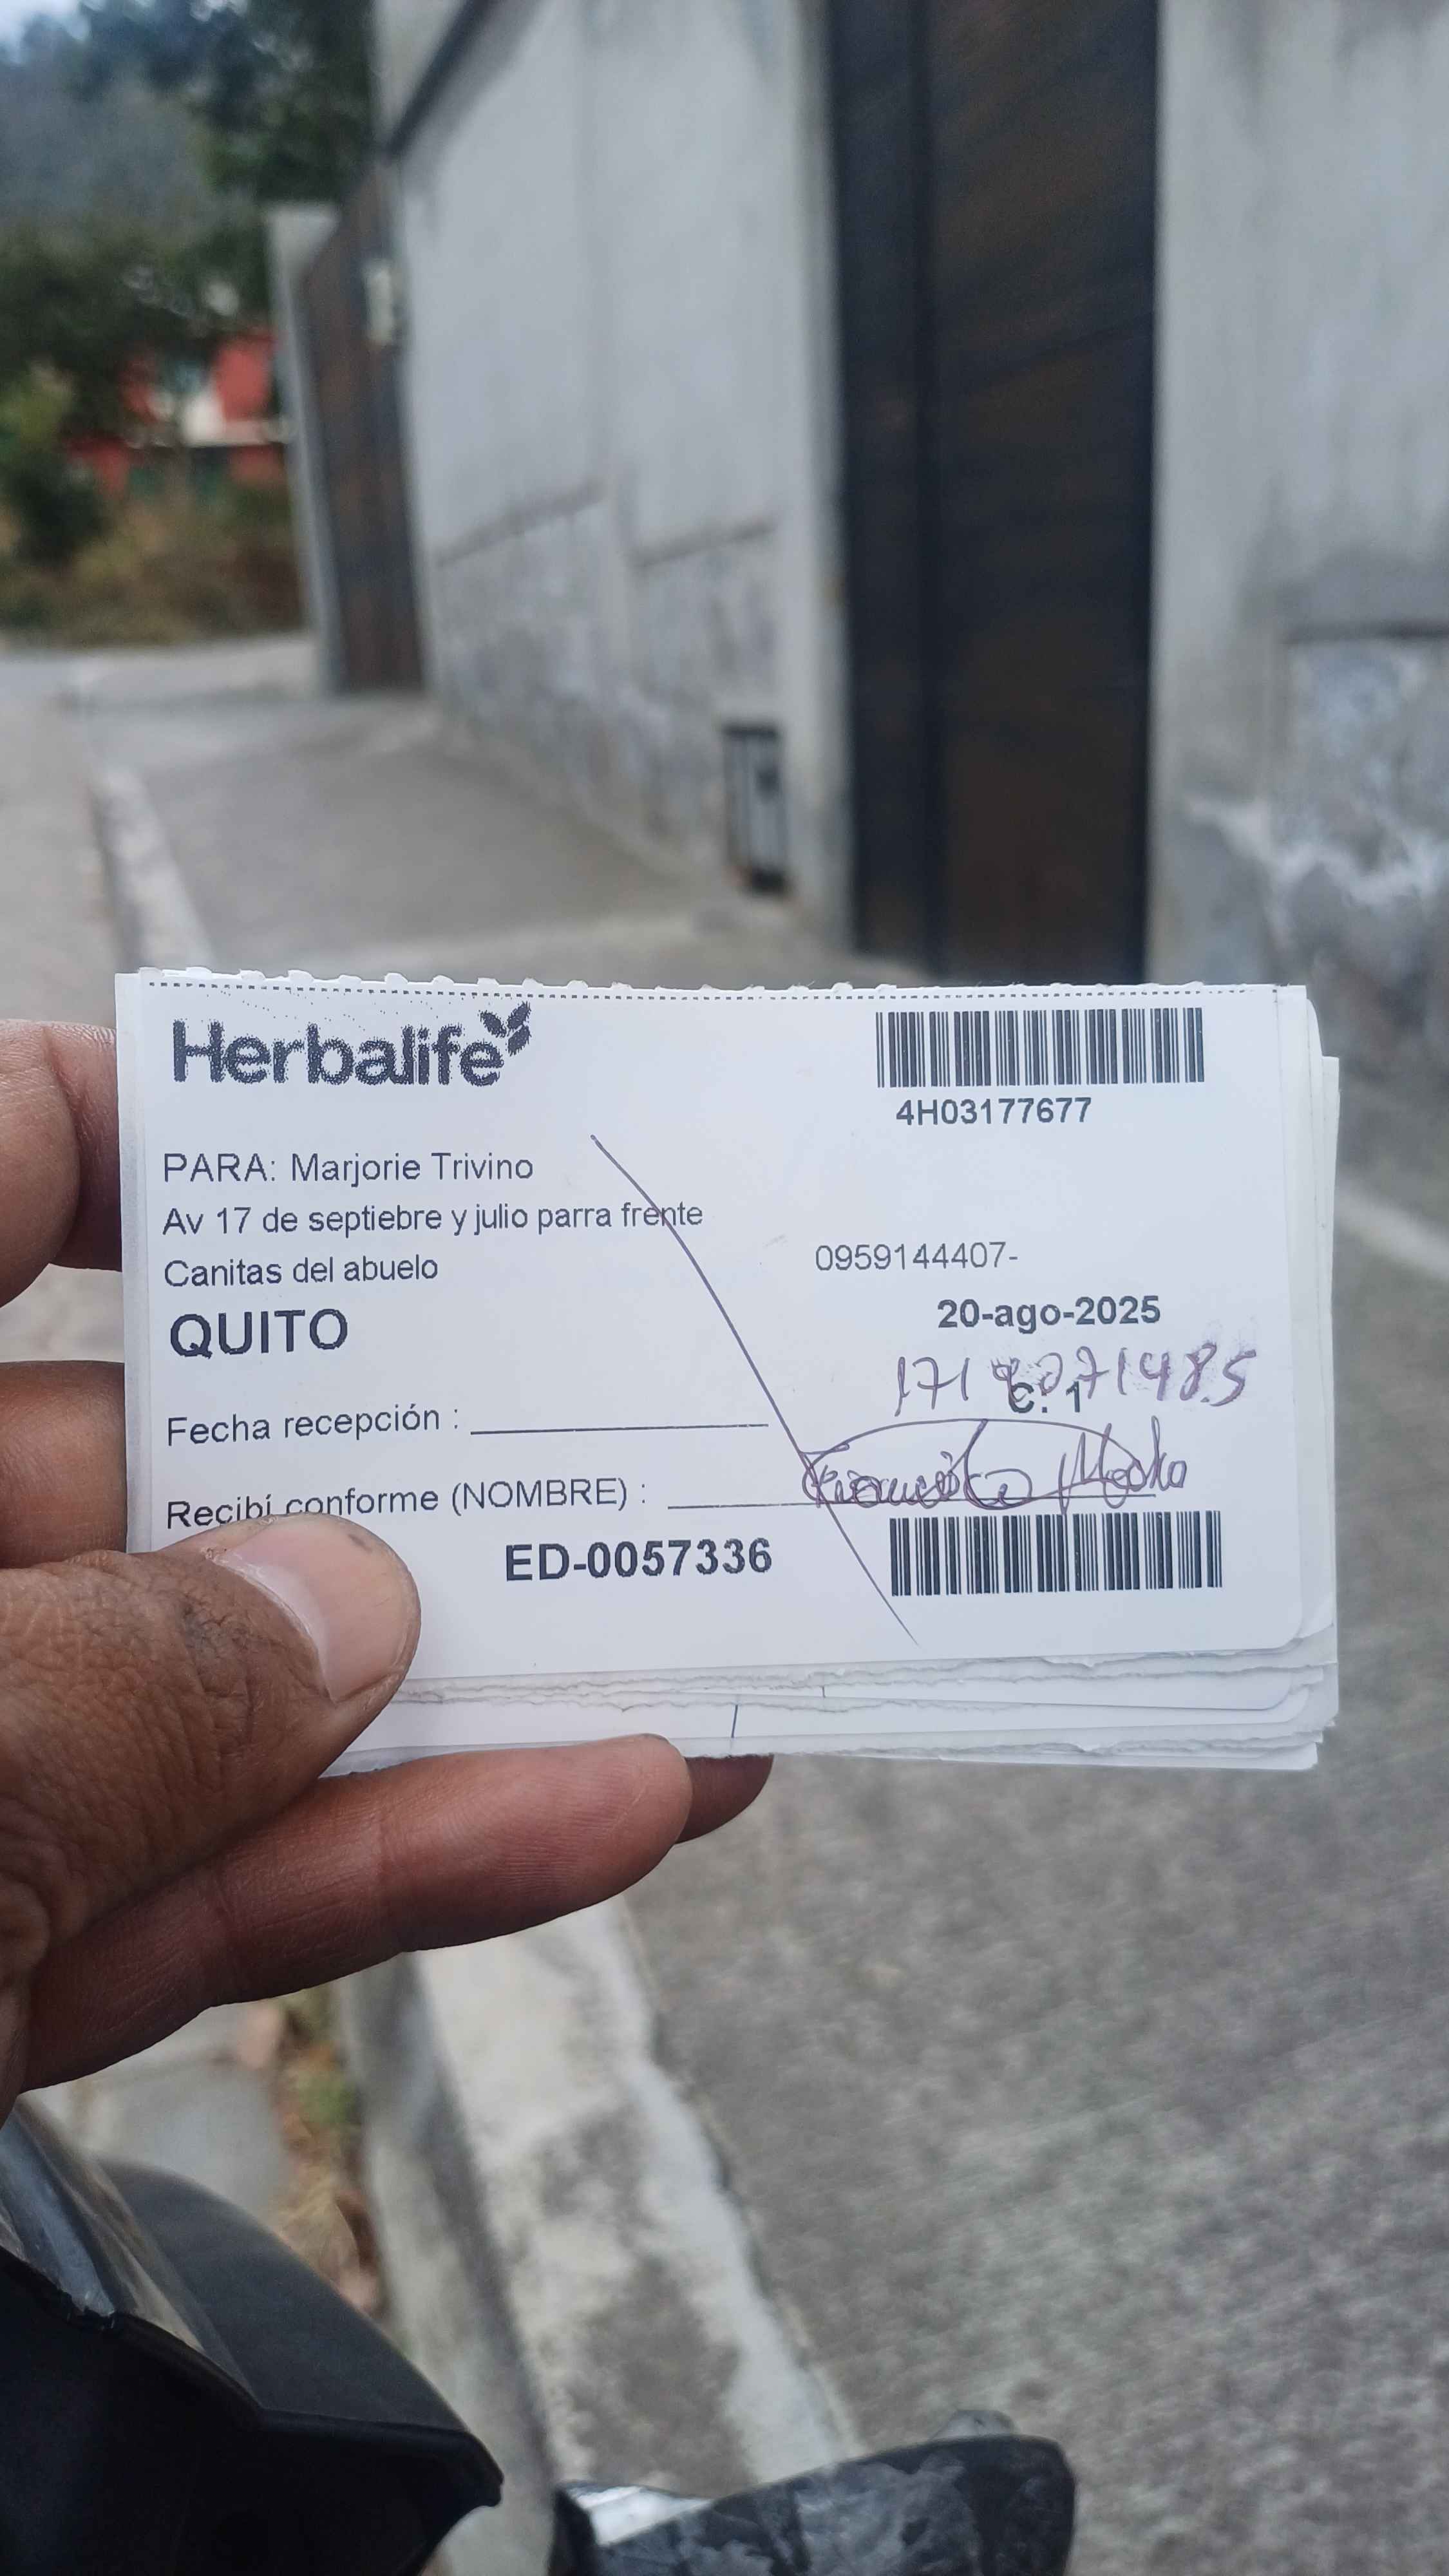 Herbalife
4H03177677
PARA: Marjorie Trivino
Av 17 de septiebre y julio parra frente
Canitas del abuelo
0959144407-
QUITO
20-ago-2025
C: 1
Fecha recepción :
Recibí conforme (NOMBRE) :
ED-0057336